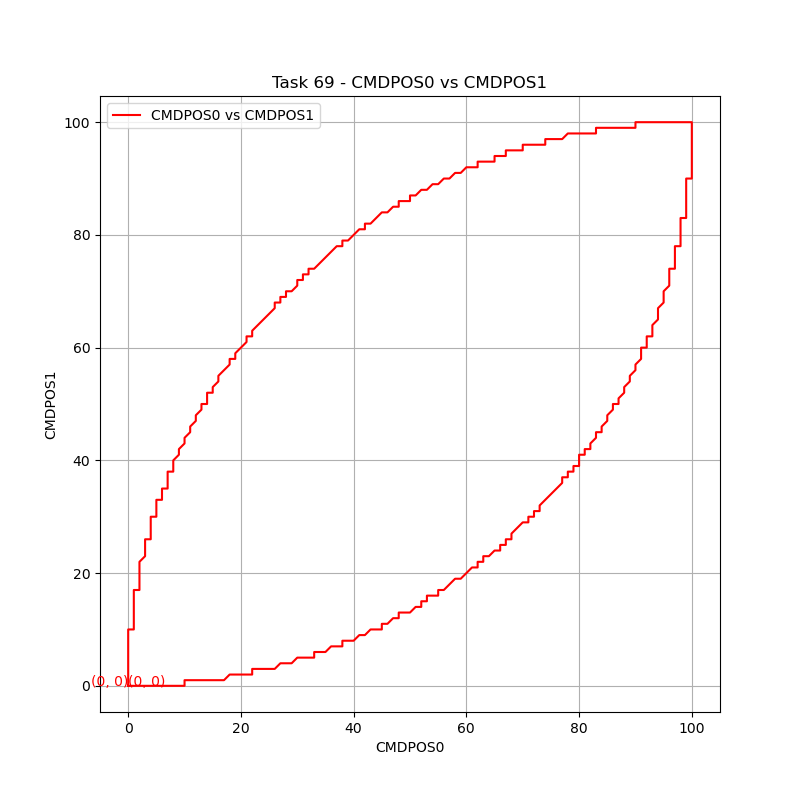 Task 69 - CMDPOS0 vs CMDPOS1
CMDPOS0 vs CMDPOS1
100
80
60
40
20
0
CMDPOS1
(0, 0)(0, 0)
0 20 40 60 80 100
CMDPOS0